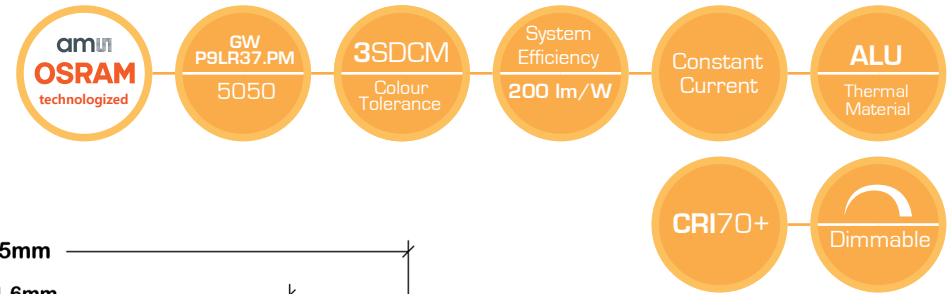 am
OSRAM
technologized
GW
P9LR37.PM
5050
3SDCM
Colour
Tolerance
System
Efficiency
200 lm/W
Constant
Current
ALU
Thermal
Material
CRI70+
Dimmable
5mm